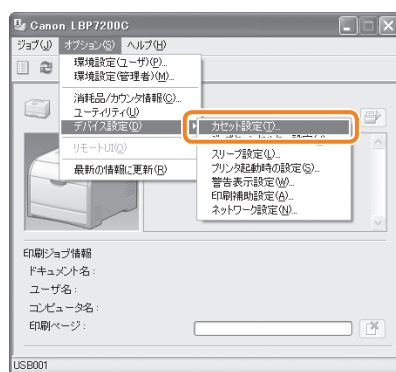 Canon LBP7200C
ジョブ(J) オプション(S) ヘルプ(H)
環境設定(ユーザ)(P)...
環境設定(管理者)(M)...
消耗品/カウンタ情報(C)...
ユーティリティ(U)
デバイス設定(D)
カセット設定(T)...
リモートUI(O)
スリープ設定(L)...
最新の情報に更新(R)
プリンタ起動時の設定(S)...
警告表示設定(W)...
印刷補助設定(A)...
ネットワーク設定(N)...
印刷ジョブ情報
ドキュメント名:
ユーザ名:
コンピュータ名:
印刷ページ:
USB001